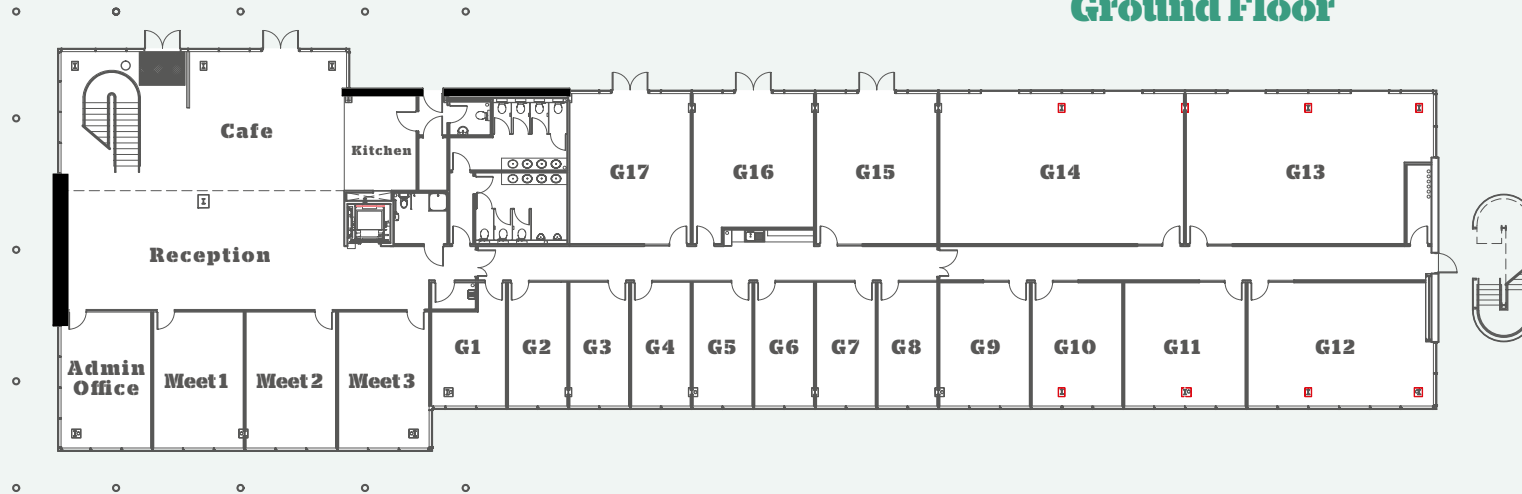 Ground Floor
Cafe
Kitchen
G17
G16
G15
G14
G13
Reception
G1
G2
G3
G4
G5
G6
G7
G8
G9
G10
G11
G12
Admin
Office
Meet 1
Meet 2
Meet 3